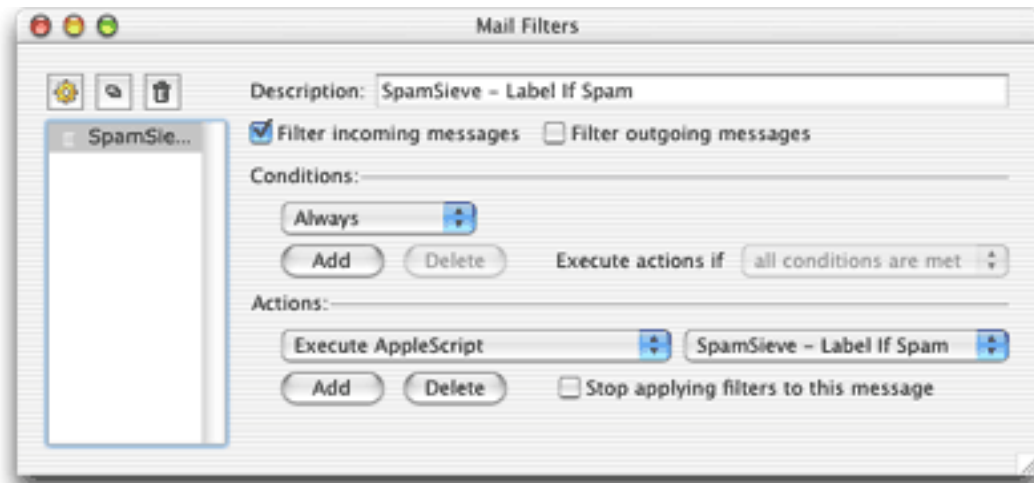 Mail Filters
Description: SpamSieve – Label If Spam
SpamSie...
Filter incoming messages Filter outgoing messages
Conditions:
Always
Add Delete Execute actions if all conditions are met
Actions:
Execute AppleScript SpamSieve – Label If Spam
Add Delete Stop applying filters to this message